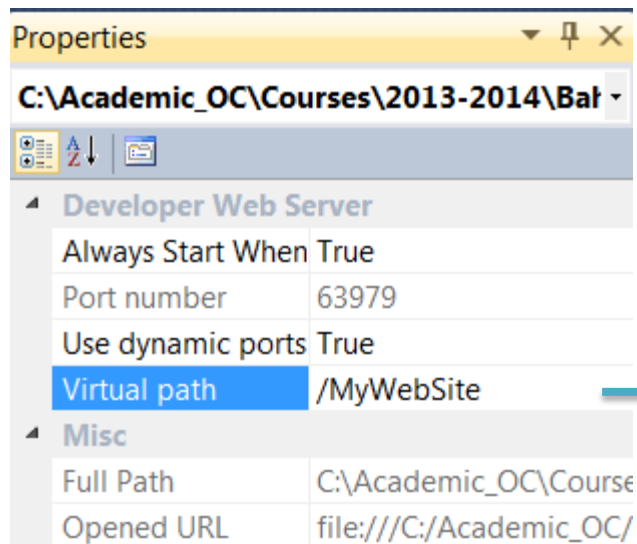 Properties
C:\Academic_OC\Courses\2013-2014\Bah
Developer Web Server
Always Start When True
Port number 63979
Use dynamic ports True
Virtual path /MyWebSite
Misc
Full Path C:\Academic_OC\Course
Opened URL file:///C:/Academic_OC/